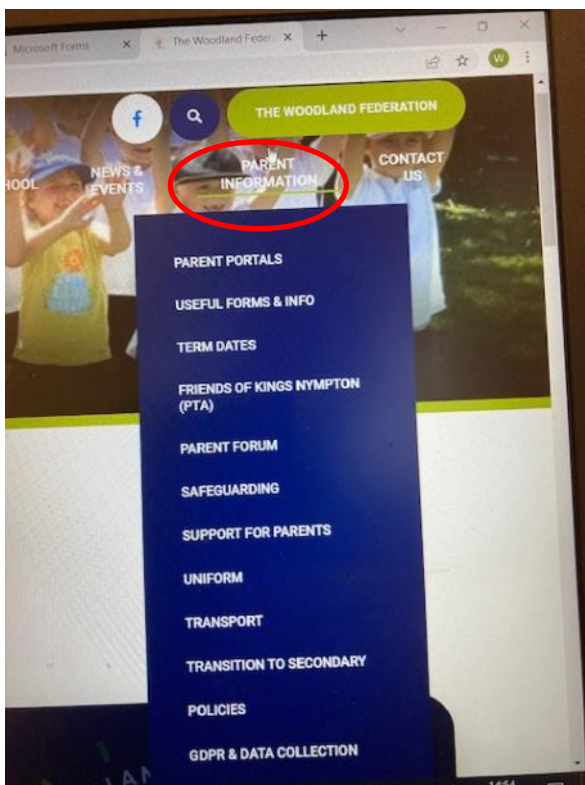 Microsoft Forms
The Woodland Feder
W
f
THE WOODLAND FEDERATION
HOOL
NEWS &
EVENTS
PARENT
INFORMATION
CONTACT
US
PARENT PORTALS
USEFUL FORMS & INFO
TERM DATES
FRIENDS OF KINGS NYMPTON
(PTA)
PARENT FORUM
SAFEGUARDING
SUPPORT FOR PARENTS
UNIFORM
TRANSPORT
TRANSITION TO SECONDARY
POLICIES
GDPR & DATA COLLECTION